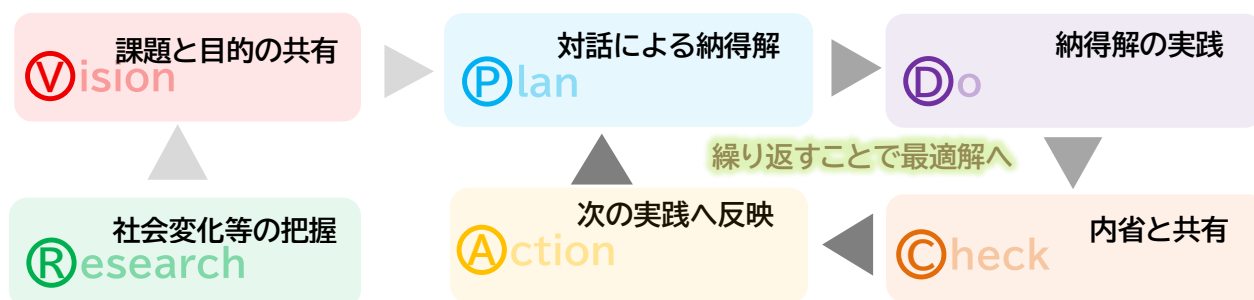 課題と目的の共有
Ⓥision
対話による納得解
Ⓟlan
納得解の実践
Ⓓo
繰り返すことで最適解へ
社会変化等の把握
Ⓡesearch
次の実践へ反映
Ⓐction
内省と共有
Ⓒheck